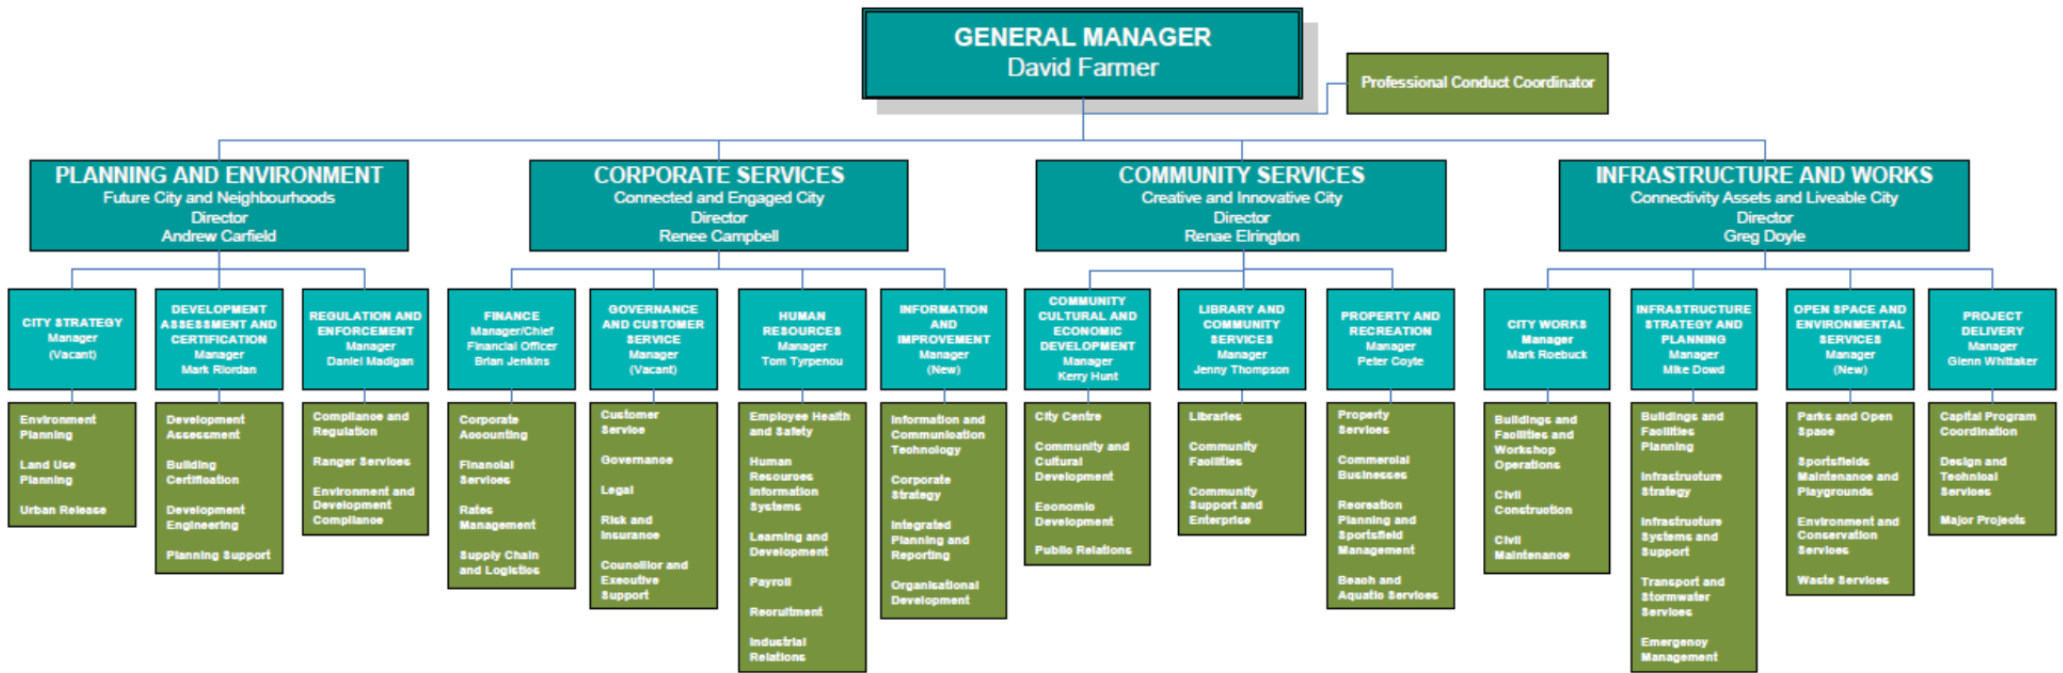 GENERAL MANAGER
David Farmer
Professional Conduct Coordinator
PLANNING AND ENVIRONMENT
Future City and Neighbourhoods
Director
Andrew Carfield
CORPORATE SERVICES
Connected and Engaged City
Director
Renee Campbell
COMMUNITY SERVICES
Creative and Innovative City
Director
Renae Elrington
INFRASTRUCTURE AND WORKS
Connectivity Assets and Liveable City
Director
Greg Doyle
CITY STRATEGY
Manager
(Vacant)
DEVELOPMENT
ASSESSMENT AND
CERTIFICATION
Manager
Mark Riordan
REGULATION AND
ENFORCEMENT
Manager
Daniel Madigan
FINANCE
Manager/Chief
Financial Officer
Brian Jenkins
GOVERNANCE
AND CUSTOMER
SERVICE
Manager
(Vacant)
HUMAN
RESOURCES
Manager
Tom Tyrpenou
INFORMATION
AND
IMPROVEMENT
Manager
(New)
COMMUNITY
CULTURAL AND
ECONOMIC
DEVELOPMENT
Manager
Kerry Hunt
LIBRARY AND
COMMUNITY
SERVICES
Manager
Jenny Thompson
PROPERTY AND
RECREATION
Manager
Peter Coyte
CITY WORKS
Manager
Mark Roebuck
INFRASTRUCTURE
STRATEGY AND
PLANNING
Manager
Mike Dowd
OPEN SPACE AND
ENVIRONMENTAL
SERVICES
Manager
(New)
PROJECT
DELIVERY
Manager
Glenn Whittaker
Environment
Planning
Land Use
Planning
Urban Release
Development
Assessment
Building
Certification
Development
Engineering
Planning Support
Compliance and
Regulation
Ranger Services
Environment and
Development
Compliance
Corporate
Accounting
Financial
Services
Rates
Management
Supply Chain
and Logistics
Customer
Service
Governance
Legal
Risk and
Insurance
Councillor and
Executive
Support
Employee Health
and Safety
Human
Resources
Information
Systems
Learning and
Development
Payroll
Recruitment
Industrial
Relations
Information and
Communication
Technology
Corporate
Strategy
Integrated
Planning and
Reporting
Organisational
Development
City Centre
Community and
Cultural
Development
Economic
Development
Public Relations
Libraries
Community
Facilities
Community
Support and
Enterprise
Property
Services
Commercial
Businesses
Recreation
Planning and
Sportsfield
Management
Beach and
Aquatic Services
Buildings and
Facilities and
Workshop
Operations
Civil
Construction
Civil
Maintenance
Buildings and
Facilities
Planning
Infrastructure
Strategy
Infrastructure
Systems and
Support
Transport and
Stormwater
Services
Emergency
Management
Parks and Open
Space
Sportsfields
Maintenance and
Playgrounds
Environment and
Conservation
Services
Waste Services
Capital Program
Coordination
Design and
Technical
Services
Major Projects